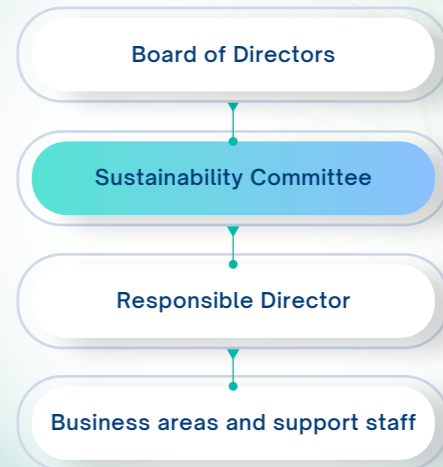 Board of Directors
Sustainability Committee
Responsible Director
Business areas and support staff